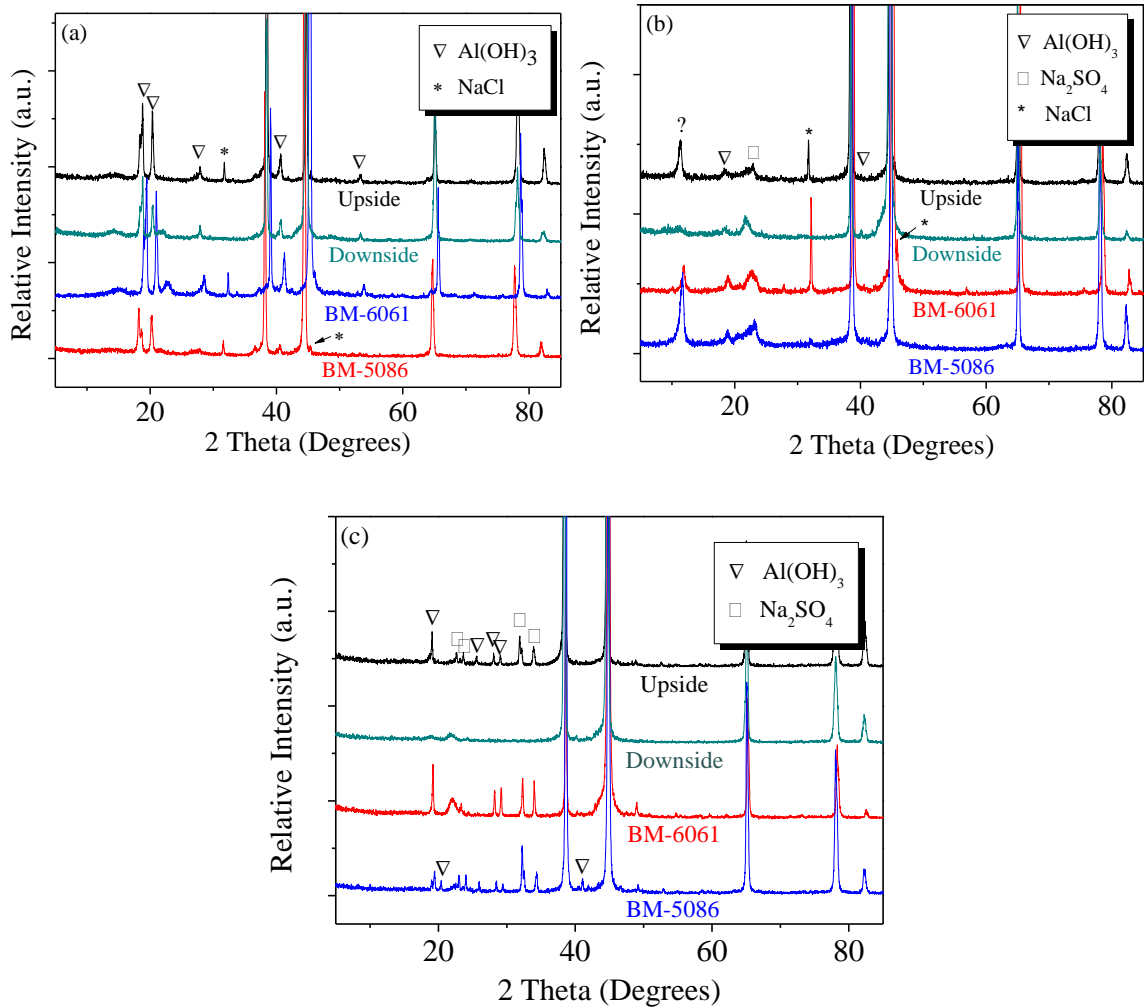 (a)
▽ Al(OH)3
* NaCl
Relative Intensity (a.u.)
*
Upside
Downside
BM-6061
*
BM-5086
20 40 60 80
2 Theta (Degrees)
(b)
▽ Al(OH)3
□ Na2SO4
* NaCl
Relative Intensity (a.u.)
? *
Upside
*
Downside
BM-6061
BM-5086
20 40 60 80
2 Theta (Degrees)
(c)
▽ Al(OH)3
□ Na2SO4
Relative Intensity (a.u.)
Upside
Downside
BM-6061
BM-5086
20 40 60 80
2 Theta (Degrees)